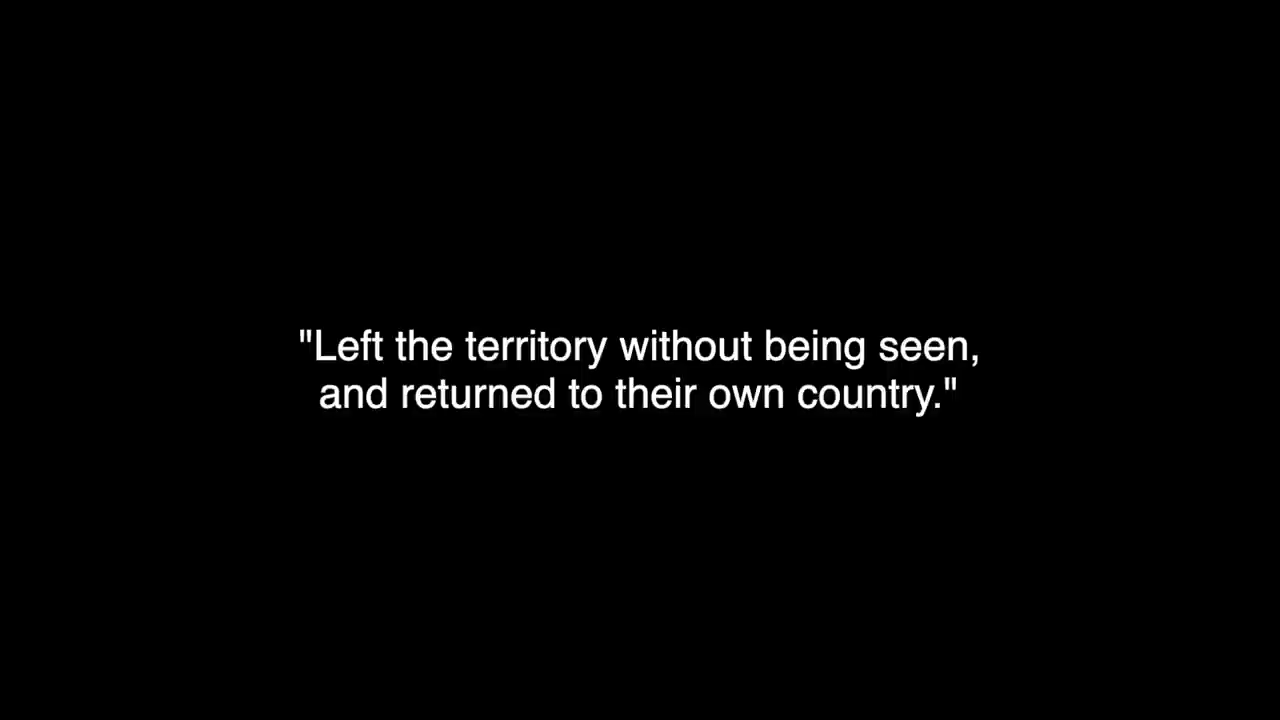 "Left the territory without being seen,
and returned to their own country."